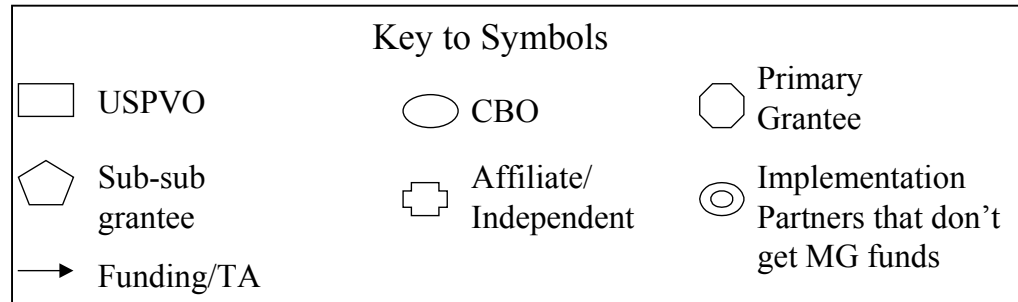 Key to Symbols
USPVO
CBO
Primary
Grantee
Sub-sub
grantee
Affiliate/
Independent
Implementation
Partners that don’t
get MG funds
Funding/TA